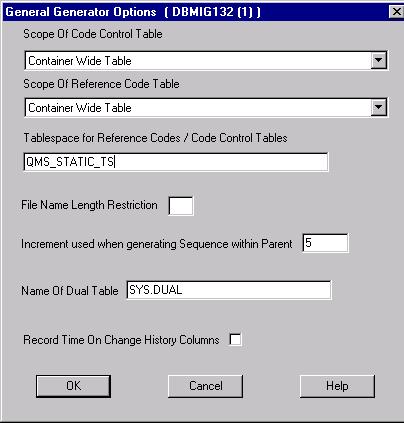 General Generator Options ( DBMIG132 (1) )
Scope Of Code Control Table
Container Wide Table
Scope Of Reference Code Table
Container Wide Table
Tablespace for Reference Codes / Code Control Tables
QMS_STATIC_TS
File Name Length Restriction
Increment used when generating Sequence within Parent 5
Name Of Dual Table SYS.DUAL
Record Time On Change History Columns
OK Cancel Help